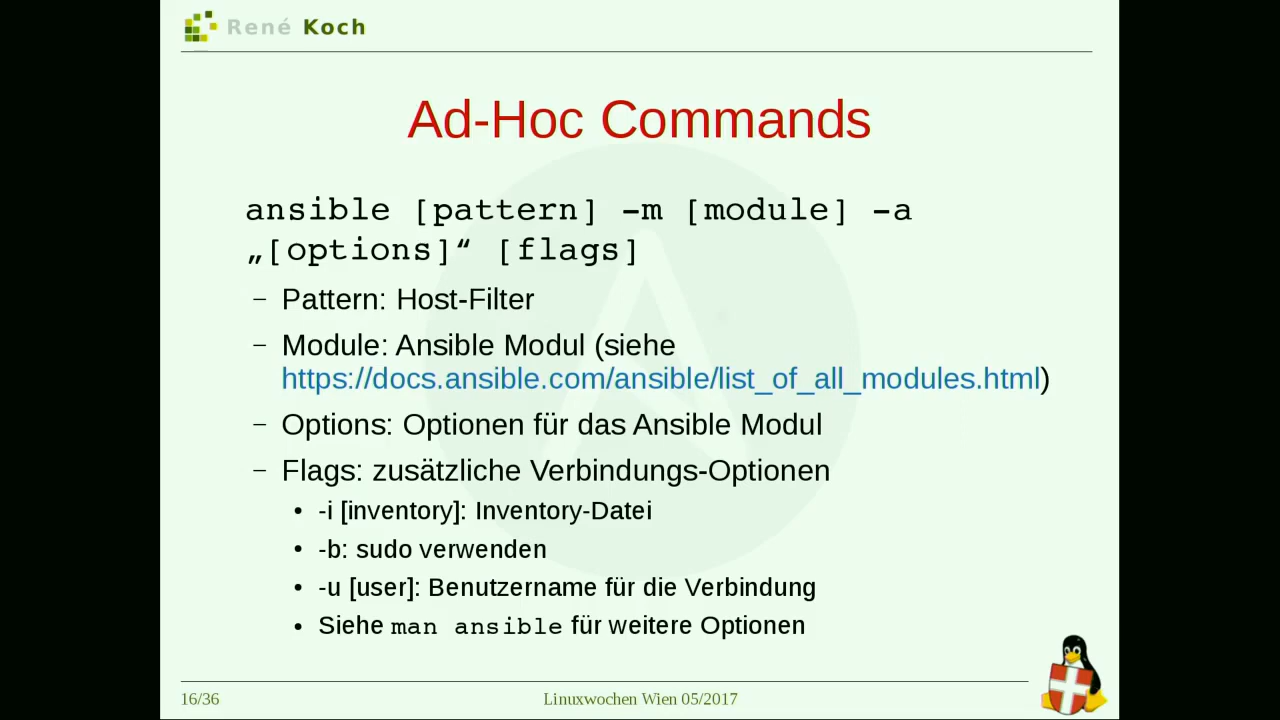 René Koch
Ad-Hoc Commands
ansible [pattern] -m [module] -a
„[options]“ [flags]
– Pattern: Host-Filter
– Module: Ansible Modul (siehe
https://docs.ansible.com/ansible/list_of_all_modules.html)
– Options: Optionen für das Ansible Modul
– Flags: zusätzliche Verbindungs-Optionen
• -i [inventory]: Inventory-Datei
• -b: sudo verwenden
• -u [user]: Benutzername für die Verbindung
• Siehe man ansible für weitere Optionen
16/36
Linuxwochen Wien 05/2017